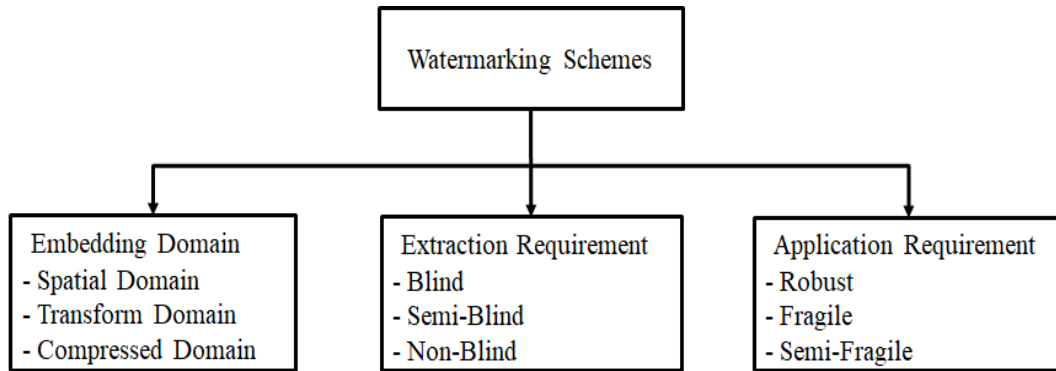 Watermarking Schemes
Embedding Domain
- Spatial Domain
- Transform Domain
- Compressed Domain
Extraction Requirement
- Blind
- Semi-Blind
- Non-Blind
Application Requirement
- Robust
- Fragile
- Semi-Fragile